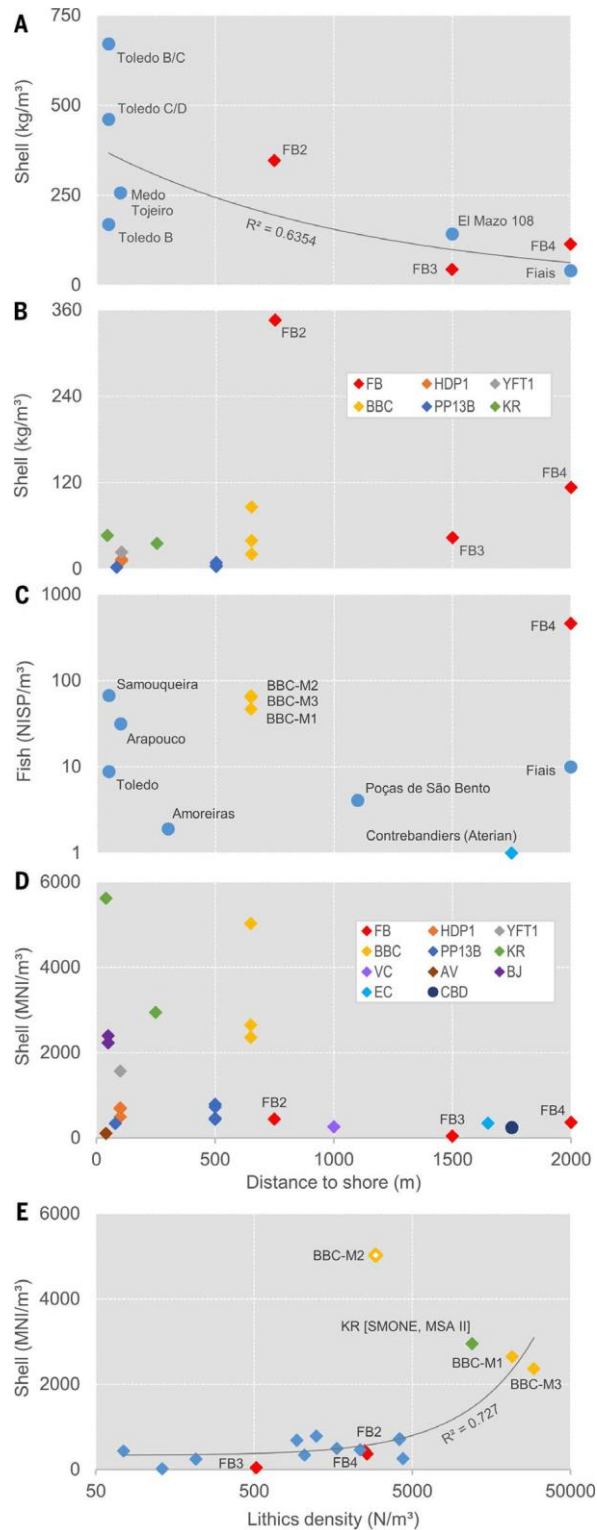 A
Shell (kg/m³)
750
500
250
0
Toledo B/C
Toledo C/D
Medo
Tojeiro
Toledo B
FB2
R² = 0.6354
El Mazo 108
FB4
FB3
Fiais
B
Shell (kg/m³)
360
240
120
0
FB2
FB HDP1 YFT1
BBC PP13B KR
FB4
FB3
C
Fish (NISP/m³)
1000
100
10
1
FB4
Samouqueira
BBC-M2
BBC-M3
BBC-M1
Arapouco
Toledo
Amoreiras
Poças de São Bento
Fiais
Contrebandiers (Aterian)
D
Shell (MNI/m³)
6000
4000
2000
0
FB HDP1 YFT1
BBC PP13B KR
VC AV BJ
EC CBD
FB2
FB3
FB4
0 500 1000 1500 2000
Distance to shore (m)
E
Shell (MNI/m³)
6000
4000
2000
0
BBC-M2
KR [SMONE, MSA II]
BBC-M1
BBC-M3
R² = 0.727
FB2
FB3
FB4
50 500 5000 50000
Lithics density (N/m³)